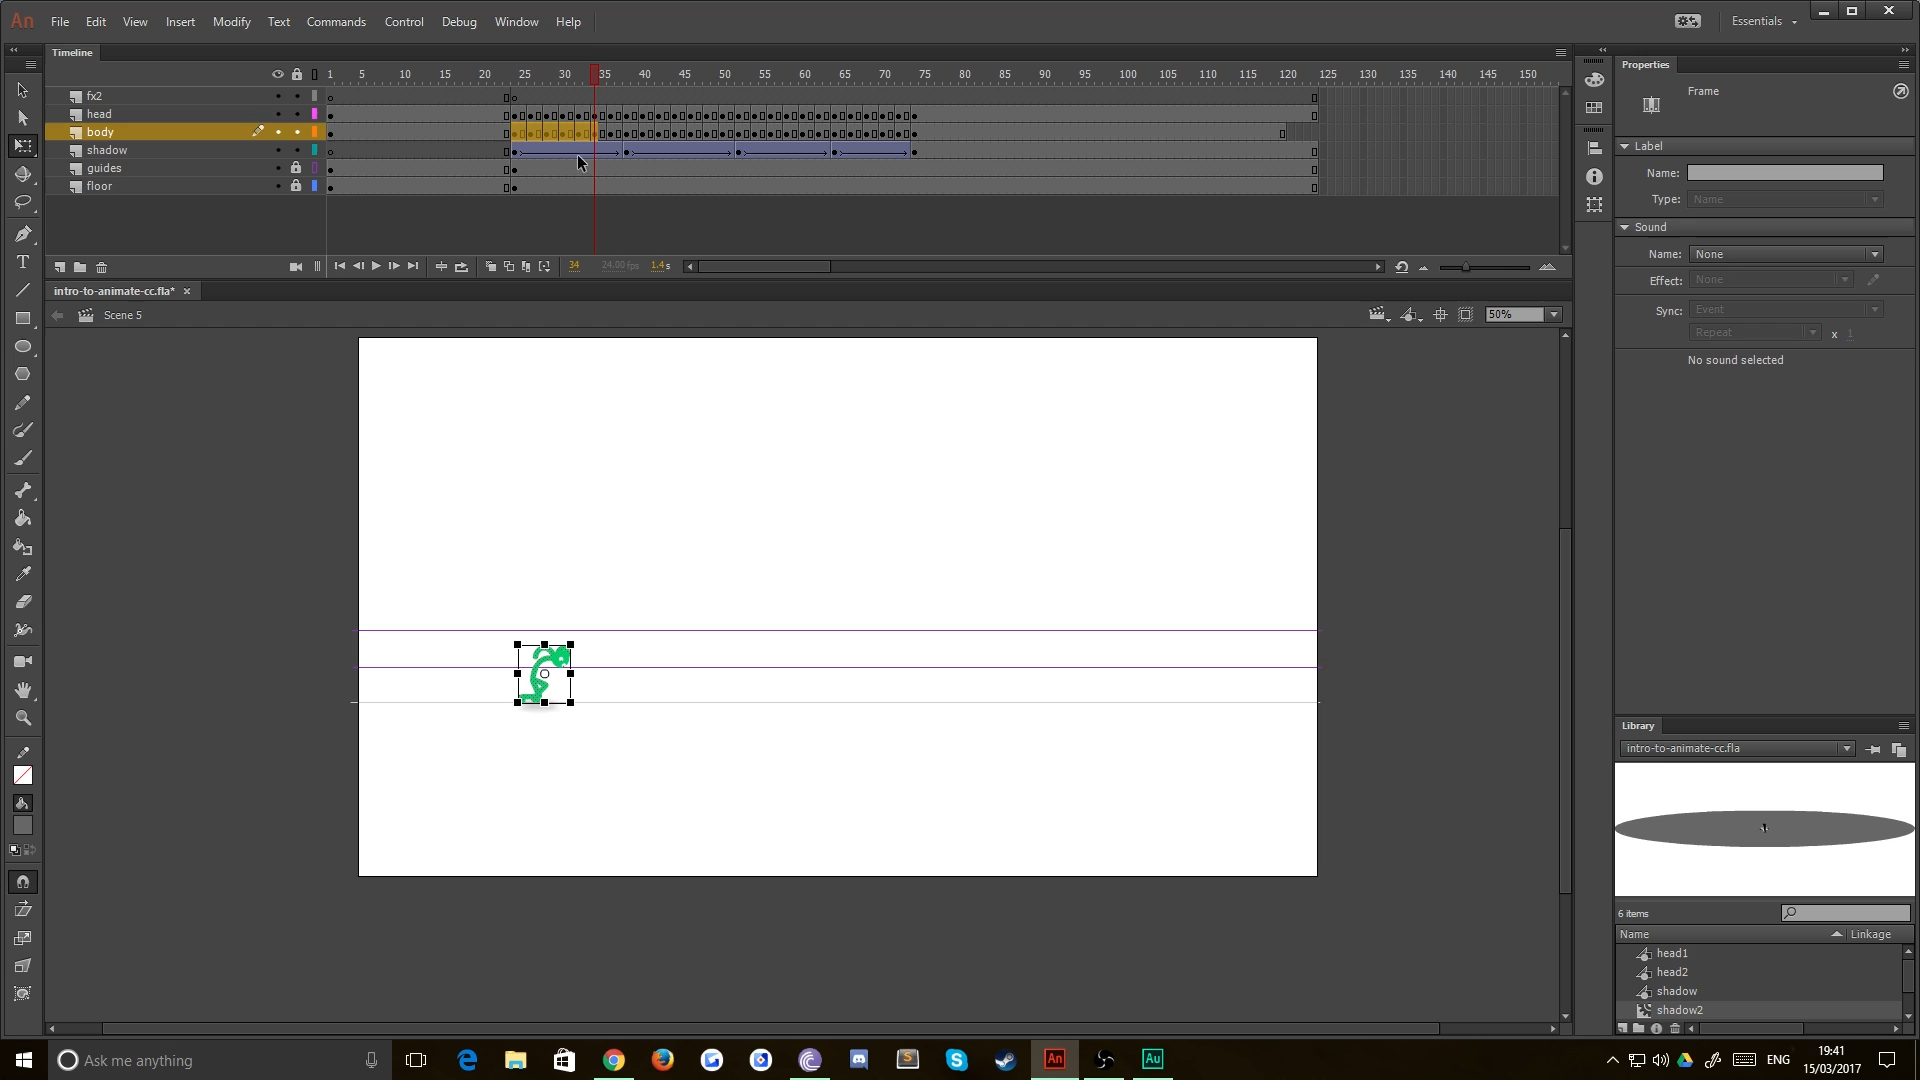 An File Edit View Insert Modify Text Commands Control Debug Window Help Essentials
Timeline
1 5 10 15 20 25 30 35 40 45 50 55 60 65 70 75 80 85 90 95 100 105 110 115 120 125 130 135 140 145 150
fx2
head
body
shadow
guides
floor
34 24.00 fps 1.4 s
intro-to-animate-cc.fla*
Scene 5
50%
Properties
Frame
Label
Name:
Type: Name
Sound
Name: None
Effect: None
Sync: Event
Repeat x 1
No sound selected
Library
intro-to-animate-cc.fla
6 items
Name Linkage
head1
head2
shadow
shadow2
Ask me anything
An
Au
ENG
19:41
15/03/2017